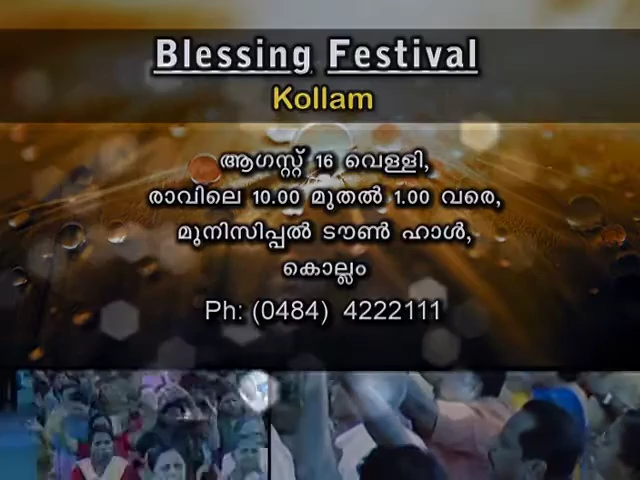 Blessing Festival
Kollam
ആഗസ്റ്റ് 16 വെള്ളി,
രാവിലെ 10.00 മുതൽ 1.00 വരെ,
മുനിസിപ്പൽ ടൗൺ ഹാൾ,
കൊല്ലം
Ph: (0484) 4222111